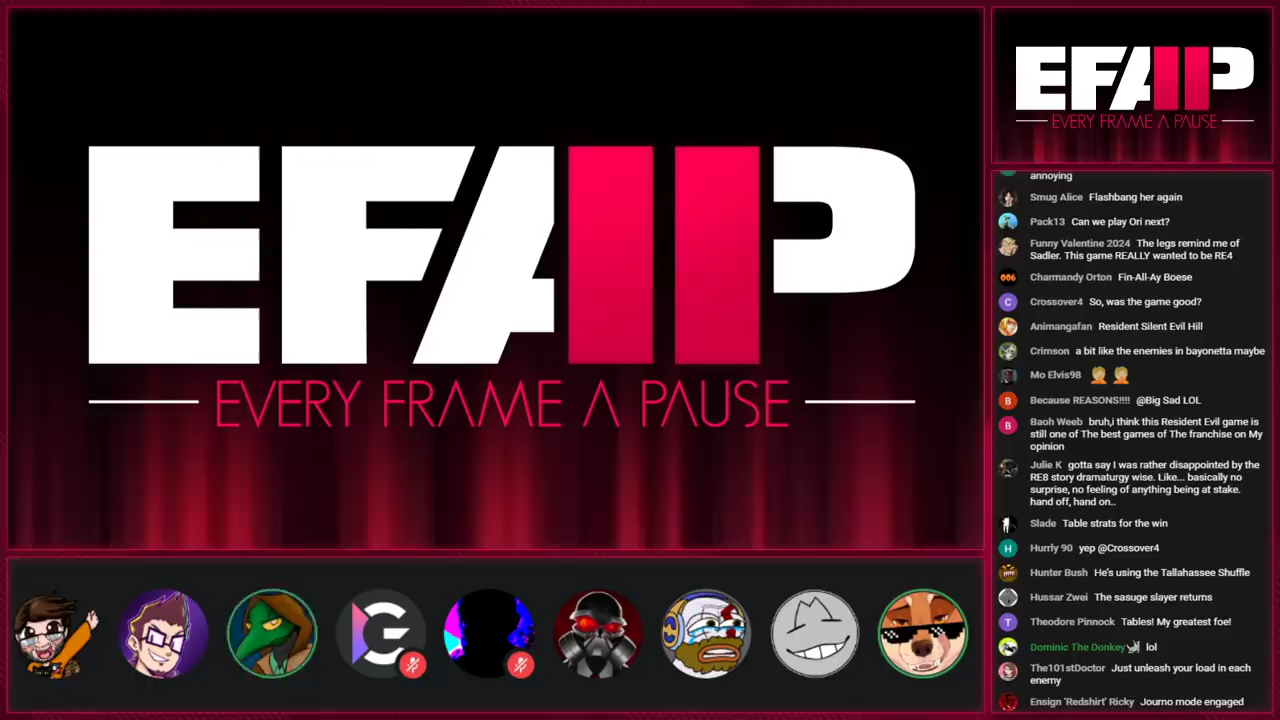 EFAP
EVERY FRAME A PAUSE
EFAP
EVERY FRAME A PAUSE
annoying
Smug Alice Flashbang her again
Pack13 Can we play Ori next?
Funny Valentine 2024 The legs remind me of
Sadler. This game REALLY wanted to be RE4
Charmandy Orton Fin-All-Ay Boese
C Crossover4 So, was the game good?
Animangafan Resident Silent Evil Hill
Crimson a bit like the enemies in bayonetta maybe
Mo Elvis98
B Because REASONS!!!! @Big Sad LOL
B Baoh Weeb bruh,i think this Resident Evil game is
still one of The best games of The franchise on My
opinion
Julie K gotta say I was rather disappointed by the
RE8 story dramaturgy wise. Like... basically no
surprise, no feeling of anything being at stake.
hand off, hand on..
Slade Table strats for the win
H Hurrly 90 yep @Crossover4
Hunter Bush He's using the Tallahassee Shuffle
Hussar Zwei The sasuge slayer returns
T Theodore Pinnock Tables! My greatest foe!
Dominic The Donkey lol
The101stDoctor Just unleash your load in each
enemy
Ensign 'Redshirt' Ricky Journo mode engaged